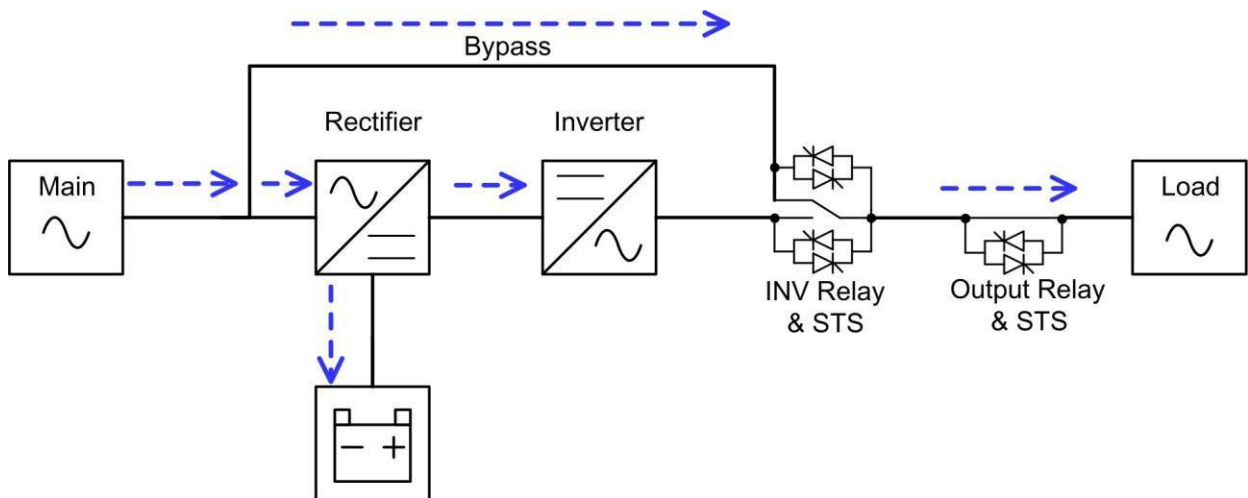 Bypass
Rectifier
Inverter
Main
Load
INV Relay
& STS
Output Relay
& STS